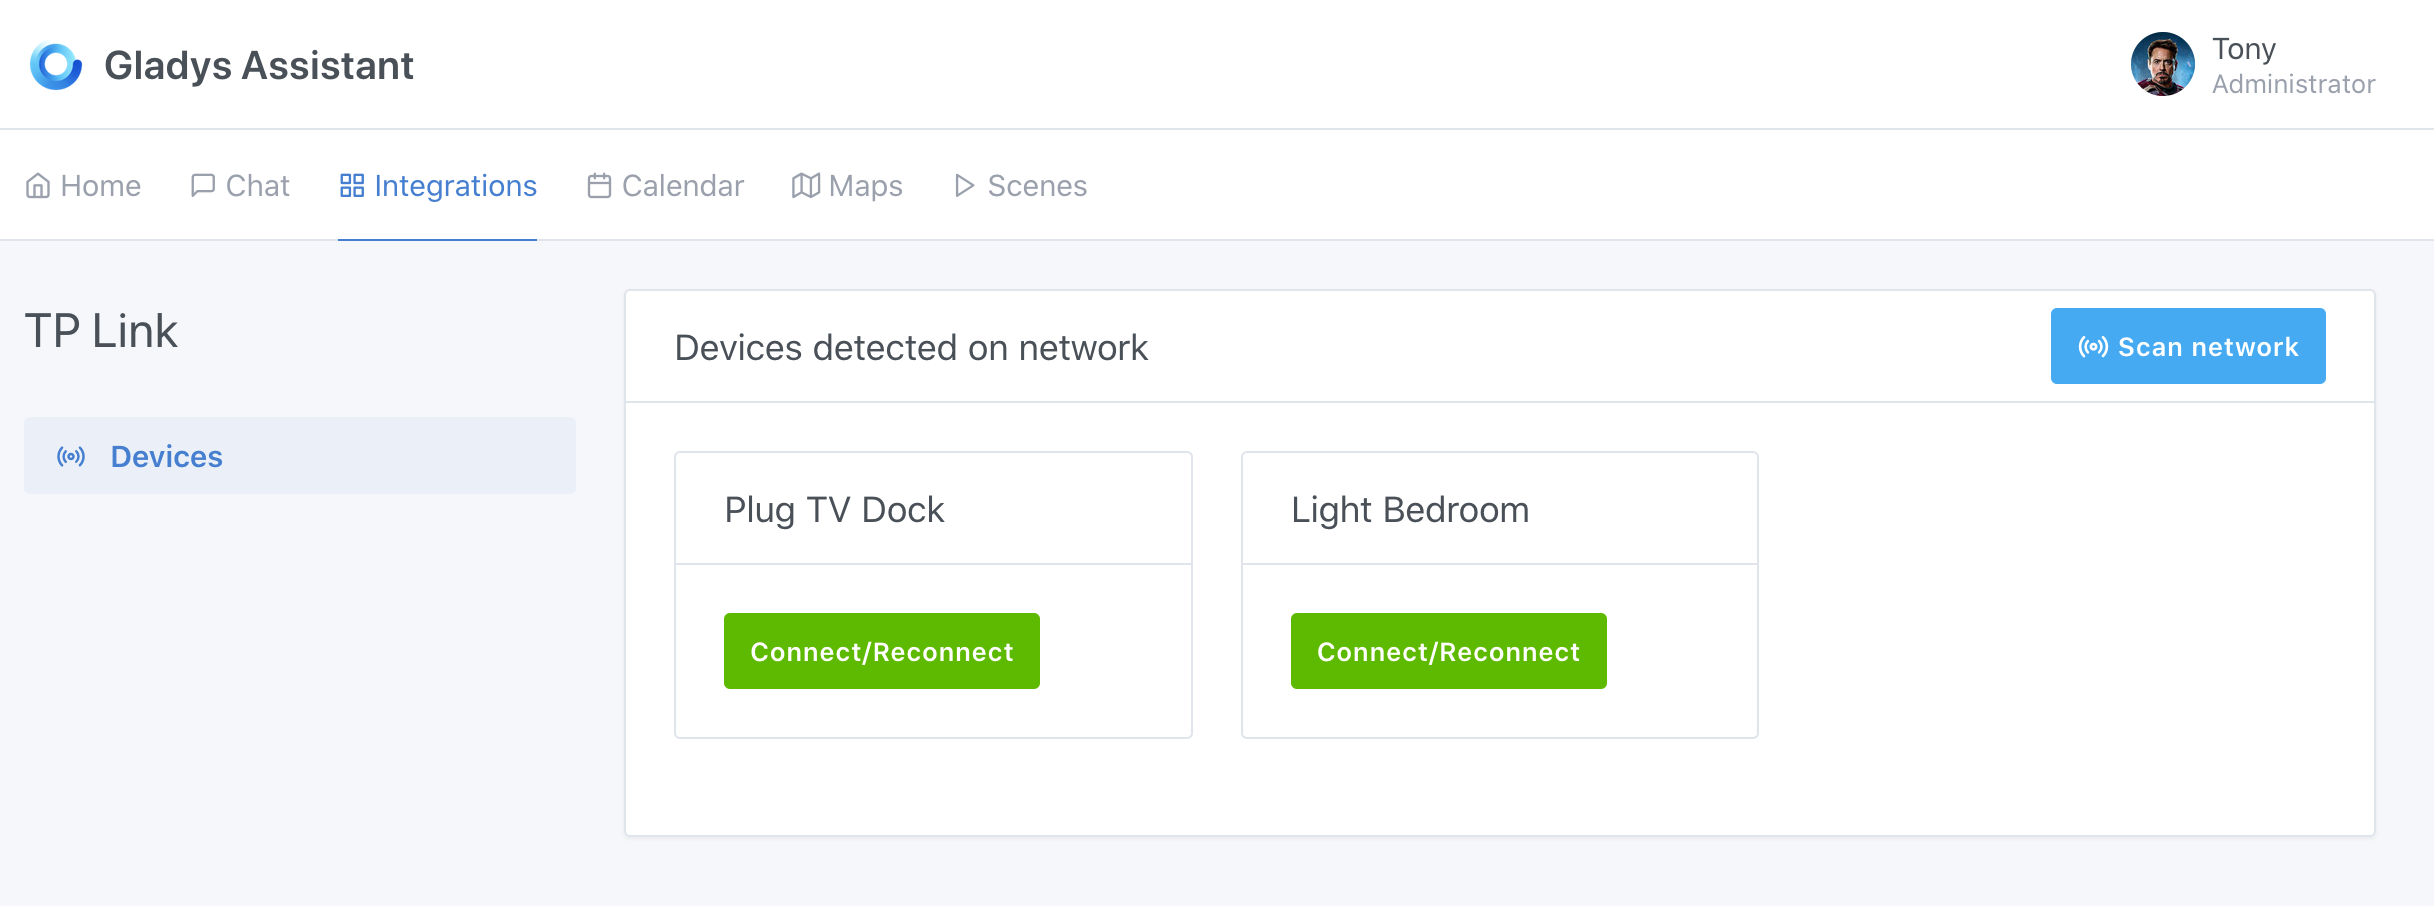 Gladys Assistant
Tony
Administrator
Home Chat Integrations Calendar Maps Scenes
TP Link
Devices
Devices detected on network
Scan network
Plug TV Dock
Connect/Reconnect
Light Bedroom
Connect/Reconnect